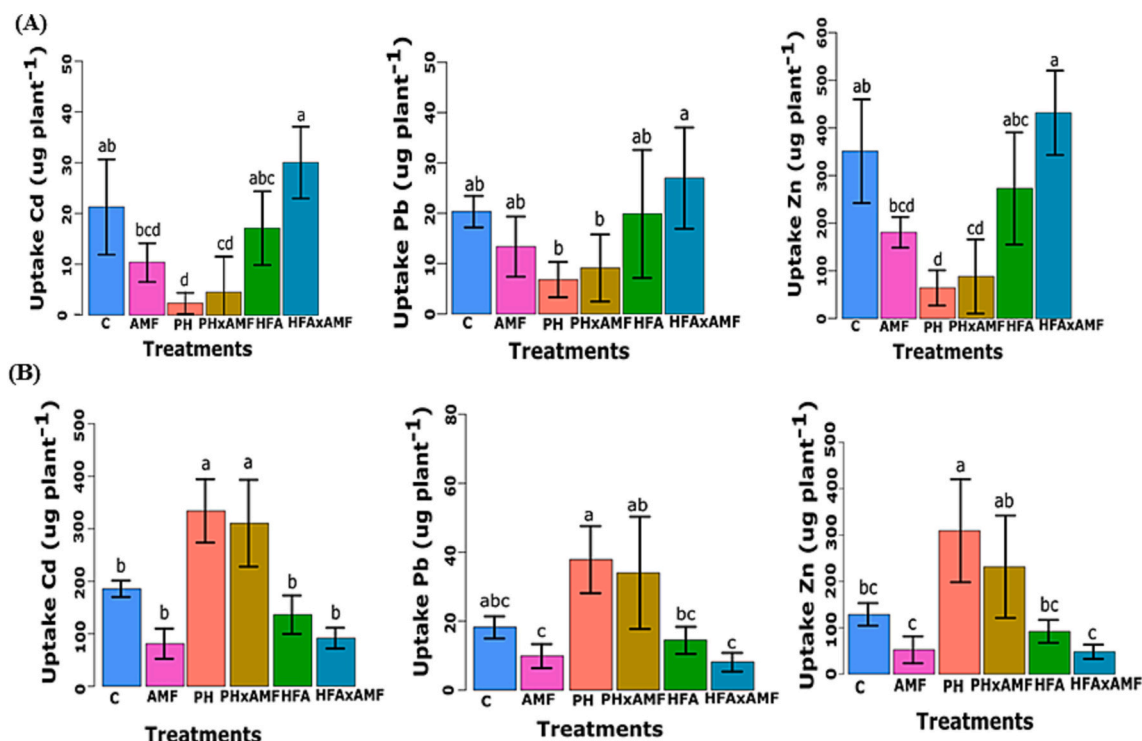 (A)
Uptake Cd (ug plant⁻¹)
0 10 20 30 40 50
ab bcd d cd abc a
C AMF PH PHxAMF HFA HFAxAMF
Treatments
Uptake Pb (ug plant⁻¹)
0 10 20 30 40 50
ab ab b b ab a
C AMF PH PHxAMF HFA HFAxAMF
Treatments
Uptake Zn (ug plant⁻¹)
0 100 200 300 400 500 600
ab bcd d cd abc a
C AMF PH PHxAMF HFA HFAxAMF
Treatments
(B)
Uptake Cd (ug plant⁻¹)
0 100 200 300 400 500
b b a a b b
C AMF PH PHxAMF HFA HFAxAMF
Treatments
Uptake Pb (ug plant⁻¹)
0 20 40 60 80
abc c a ab bc c
C AMF PH PHxAMF HFA HFAxAMF
Treatments
Uptake Zn (ug plant⁻¹)
0 100 200 300 400 500
bc c a ab bc c
C AMF PH PHxAMF HFA HFAxAMF
Treatments